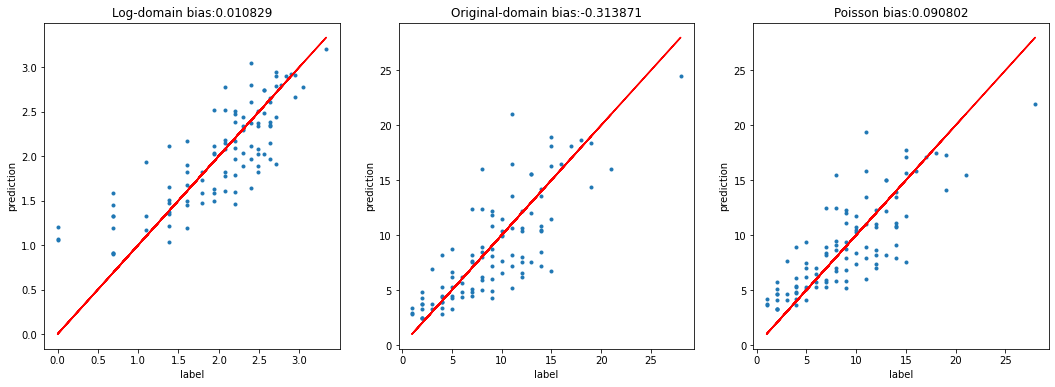 Log-domain bias:0.010829
3.0
2.5
2.0
1.5
1.0
0.5
0.0
prediction
0.0 0.5 1.0 1.5 2.0 2.5 3.0
label
Original-domain bias:-0.313871
25
20
15
10
5
0
prediction
0 5 10 15 20 25
label
Poisson bias:0.090802
25
20
15
10
5
0
prediction
0 5 10 15 20 25
label